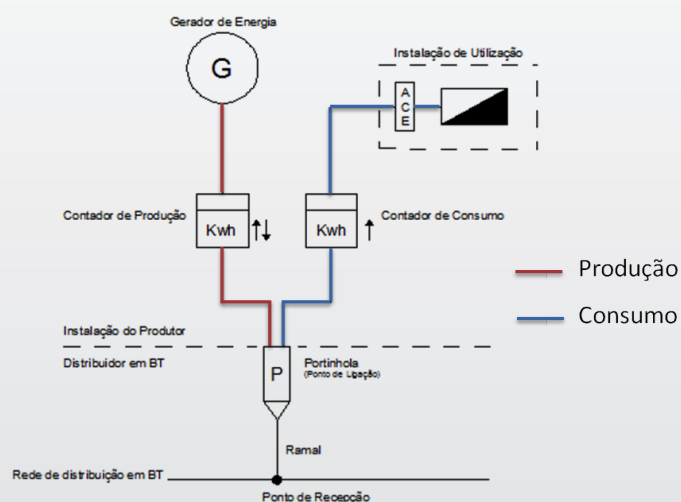 Gerador de Energia
G
Instalação de Utilização
A
C
E
Contador de Produção
Kwh
Kwh
Contador de Consumo
Produção
Consumo
Instalação do Produtor
Distribuidor em BT
P
Portinhola
(Ponto de Ligação)
Ramal
Rede de distribuição em BT
Ponto de Recepção